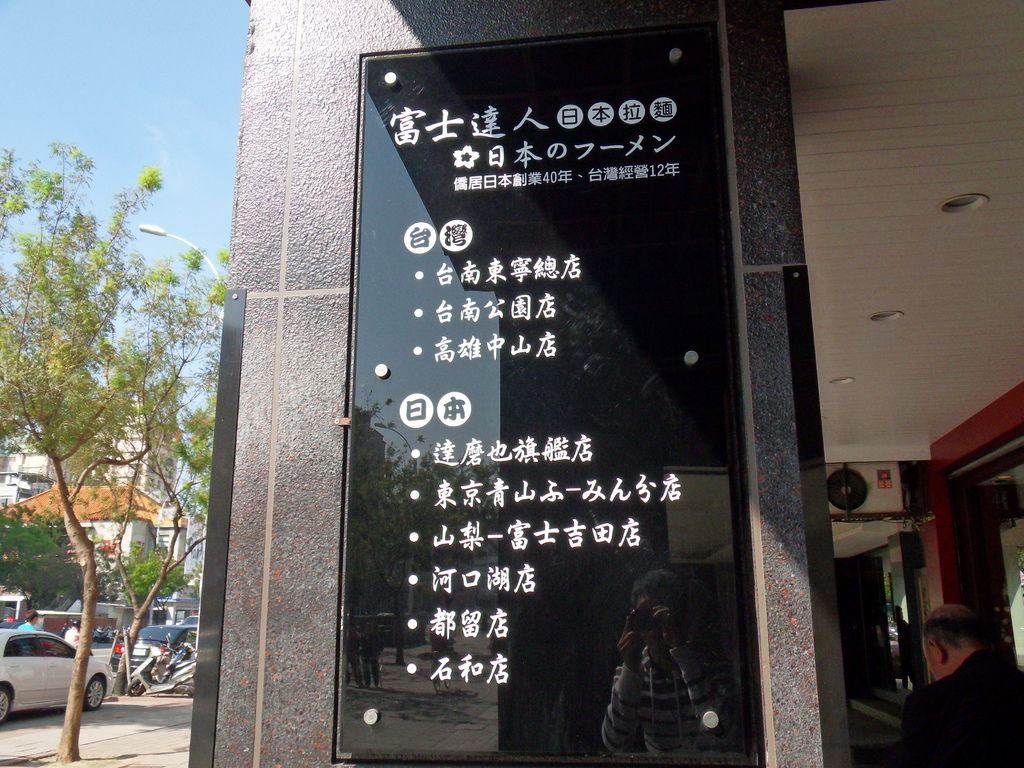 富士達人 日本拉麵
日本のフーメン
僑居日本創業40年、台灣經營12年
台灣
• 台南東寧總店
• 台南公園店
• 高雄中山店
日本
• 達磨也旗艦店
• 東京青山ふーみん分店
• 山梨－富士吉田店
• 河口湖店
• 都留店
• 石和店